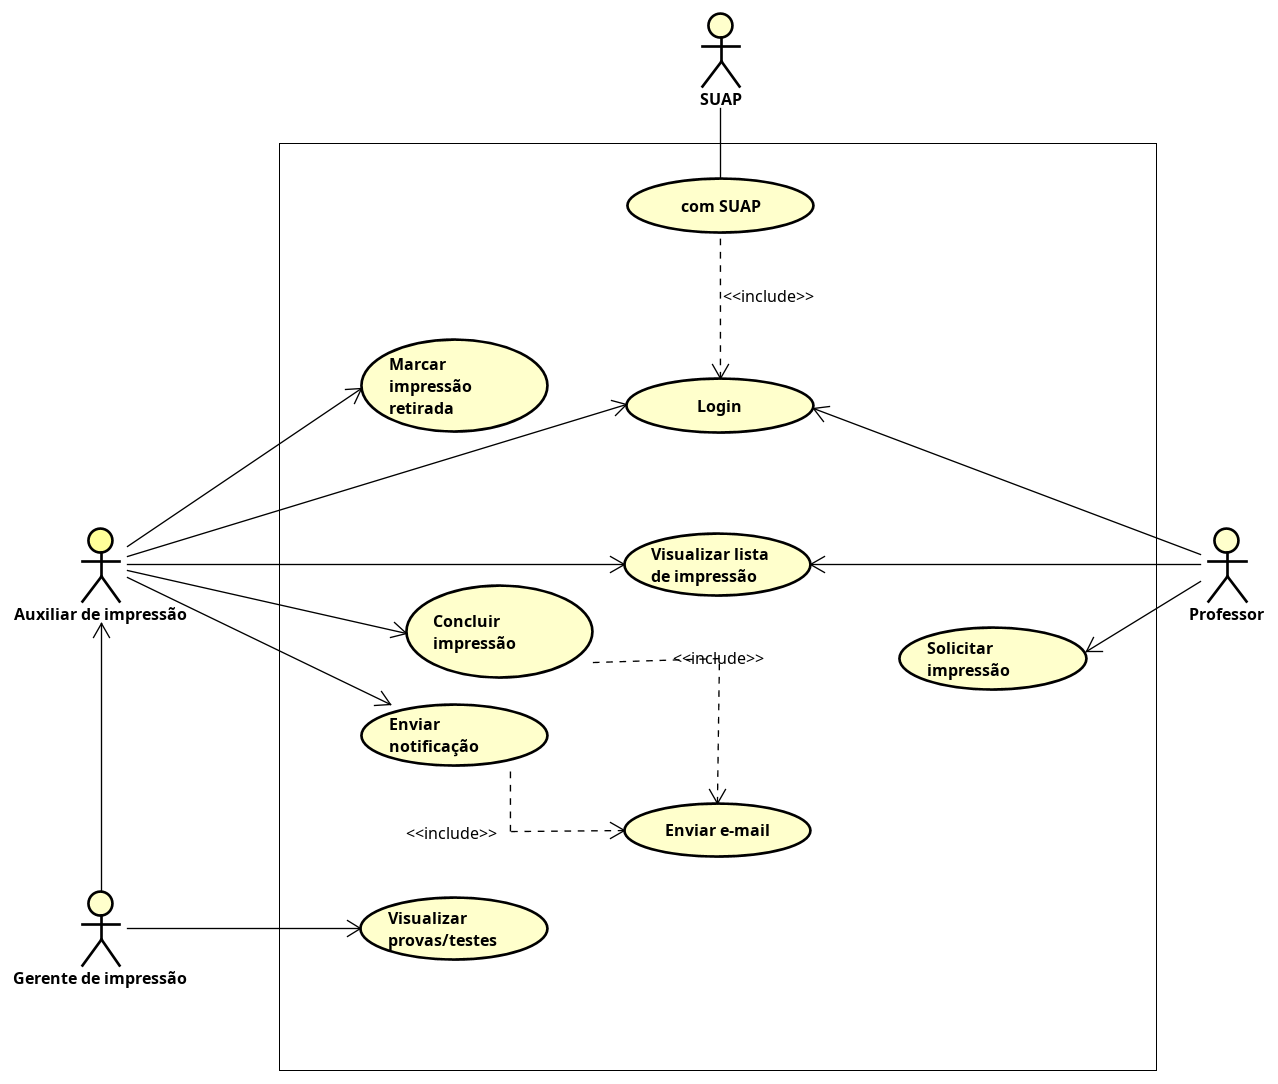 SUAP
com SUAP
<<include>>
Marcar
impressão
retirada
Login
Auxiliar de impressão
Visualizar lista
de impressão
Professor
Concluir
impressão
<<include>>
Solicitar
impressão
Enviar
notificação
<<include>>
Enviar e-mail
Gerente de impressão
Visualizar
provas/testes